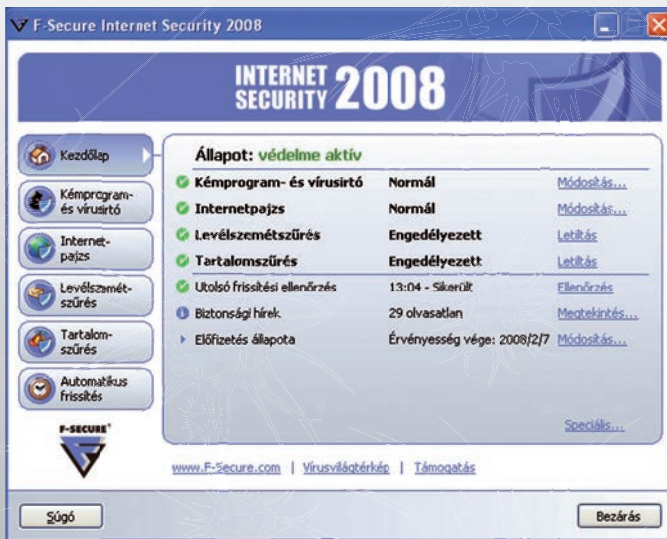 F-Secure Internet Security 2008
INTERNET
SECURITY 2008
Kezdőlap
Kémprogram-
és vírusirtó
Internet-
pajzs
Levélszemét-
szűrés
Tartalom-
szűrés
Automatikus
frissítés
F-SECURE
Állapot: védelme aktív
Kémprogram- és vírusirtó Normál Módosítás...
Internetpajzs Normál Módosítás...
Levélszemétszűrés Engedélyezett Letiltás
Tartalomszűrés Engedélyezett Letiltás
Utolsó frissítési ellenőrzés 13:04 - Sikerült Ellenőrzés
Biztonsági hírek. 29 olvasatlan Megtekintés...
Előfizetés állapota Érvényesség vége: 2008/2/7 Módosítás...
Speciális...
www.F-Secure.com | Vírusvilágtérkép | Támogatás
Súgó
Bezárás